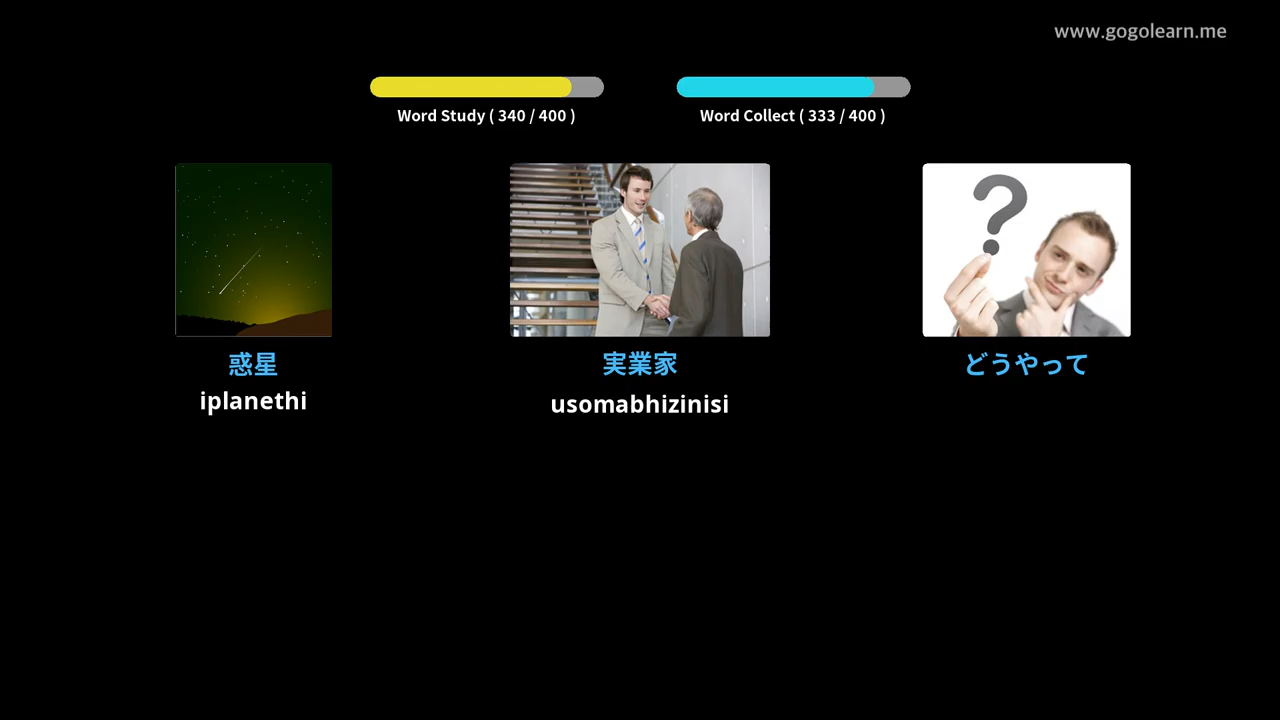 www.gogolearn.me
Word Study ( 340 / 400 )
Word Collect ( 333 / 400 )
惑星
実業家
どうやって
iplanethi
usomabhizinisi